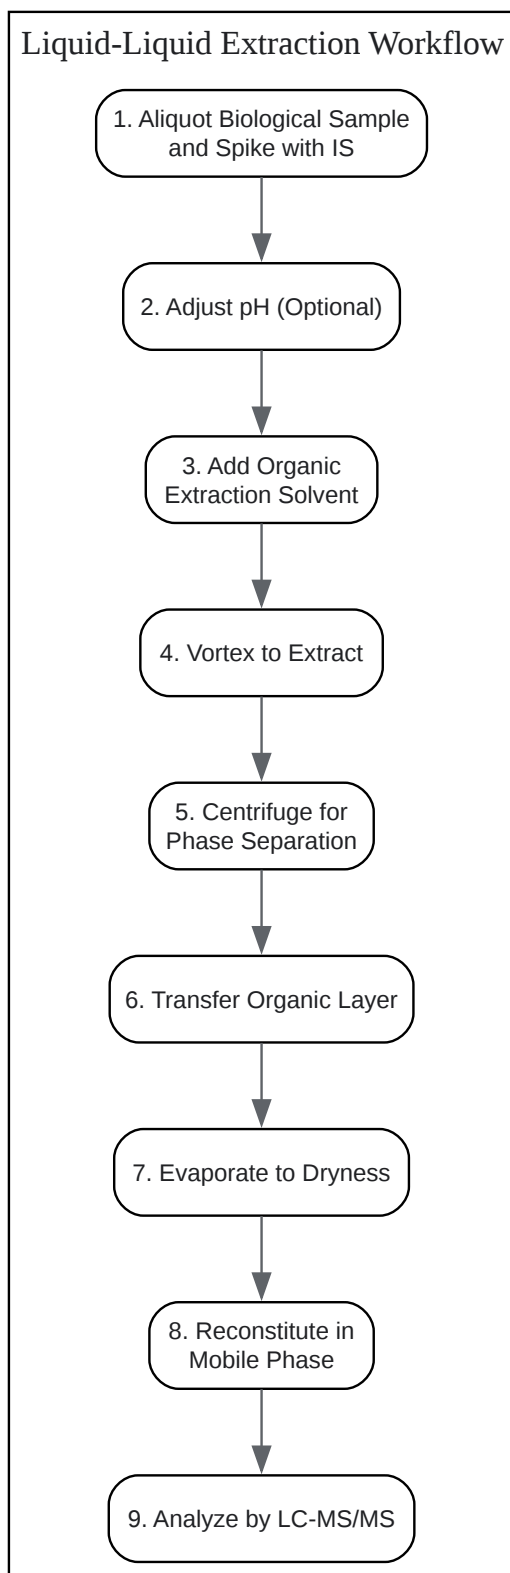 Liquid-Liquid Extraction Workflow
1. Aliquot Biological Sample
and Spike with IS
2. Adjust pH (Optional)
3. Add Organic
Extraction Solvent
4. Vortex to Extract
5. Centrifuge for
Phase Separation
6. Transfer Organic Layer
7. Evaporate to Dryness
8. Reconstitute in
Mobile Phase
9. Analyze by LC-MS/MS